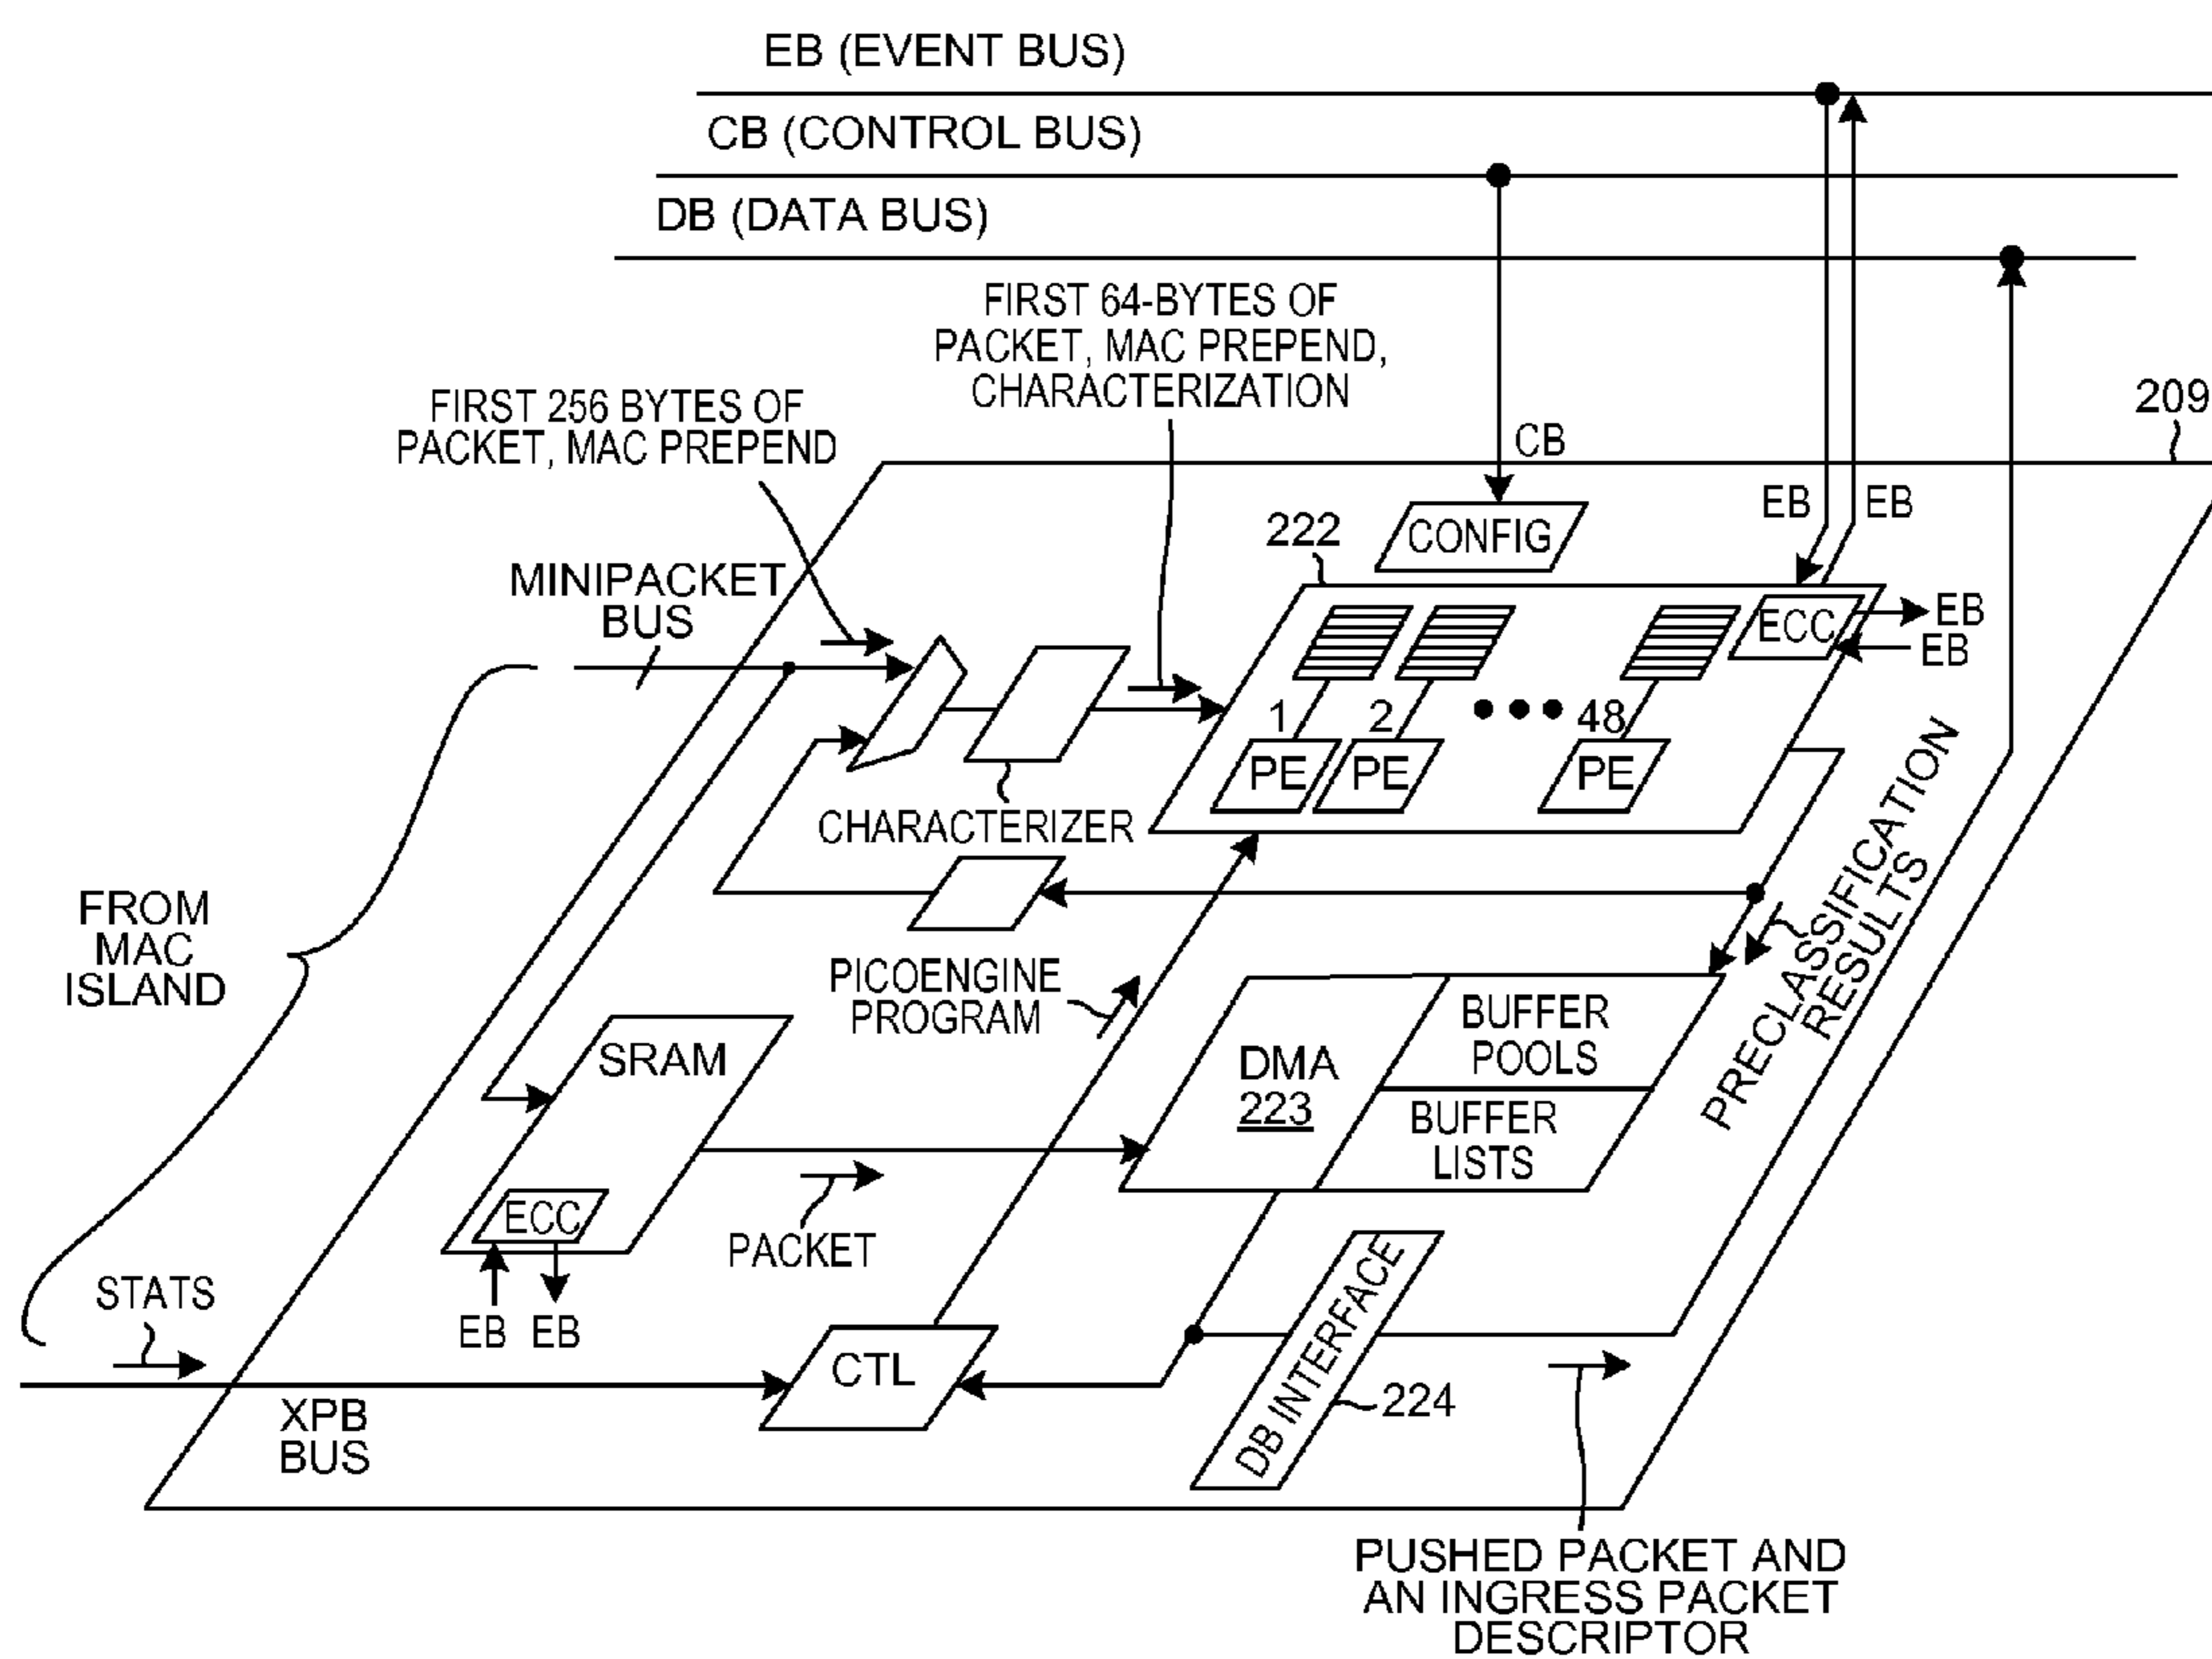 EB (EVENT BUS)
CB (CONTROL BUS)
DB (DATA BUS)
FIRST 64-BYTES OF
PACKET, MAC PREPEND,
CHARACTERIZATION
FIRST 256 BYTES OF
PACKET, MAC PREPEND
209
CB
EB
EB
CONFIG
222
MINIPACKET
BUS
ECC
EB
EB
1
2
48
PE
PE
PE
CHARACTERIZER
PRECLASSIFICATION
RESULTS
FROM
MAC
ISLAND
PICOENGINE
PROGRAM
SRAM
DMA
223
BUFFER
POOLS
BUFFER
LISTS
ECC
PACKET
EB
EB
STATS
XPB
BUS
CTL
DB INTERFACE
224
PUSHED PACKET AND
AN INGRESS PACKET
DESCRIPTOR